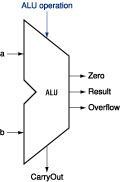 ALU operation
a
Zero
ALU
Result
Overflow
b
CarryOut